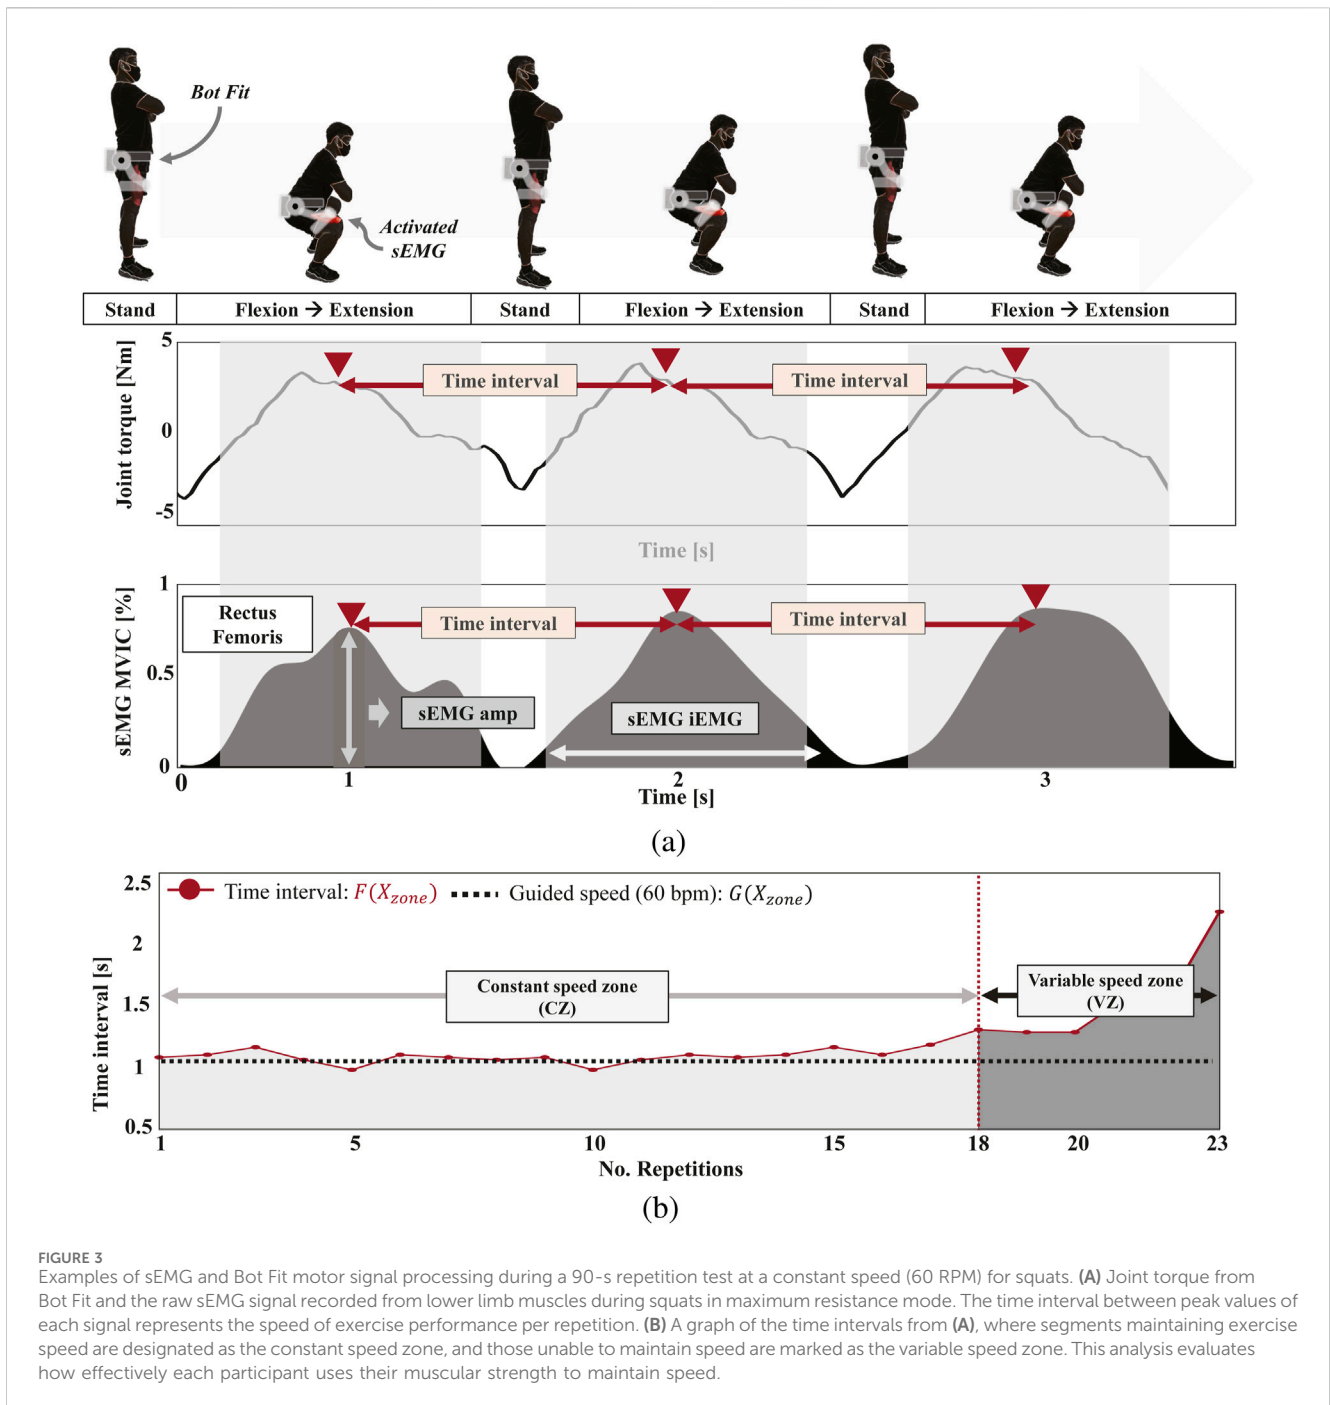 Bot Fit
Activated
sEMG
Stand
Flexion → Extension
Stand
Flexion → Extension
Stand
Flexion → Extension
Joint torque [Nm]
5
0
-5
Time interval
Time interval
Time [s]
sEMG MVIC [%]
1
0.5
0
Rectus
Femoris
Time interval
Time interval
sEMG amp
sEMG iEMG
0
1
2
3
Time [s]
(a)
Time interval [s]
2.5
2
1.5
1
0.5
Time interval: F(X_zone)
Guided speed (60 bpm): G(X_zone)
Constant speed zone
(CZ)
Variable speed zone
(VZ)
1
5
10
15
18
20
23
No. Repetitions
(b)
FIGURE 3
Examples of sEMG and Bot Fit motor signal processing during a 90-s repetition test at a constant speed (60 RPM) for squats. (A) Joint torque from
Bot Fit and the raw sEMG signal recorded from lower limb muscles during squats in maximum resistance mode. The time interval between peak values of
each signal represents the speed of exercise performance per repetition. (B) A graph of the time intervals from (A), where segments maintaining exercise
speed are designated as the constant speed zone, and those unable to maintain speed are marked as the variable speed zone. This analysis evaluates
how effectively each participant uses their muscular strength to maintain speed.